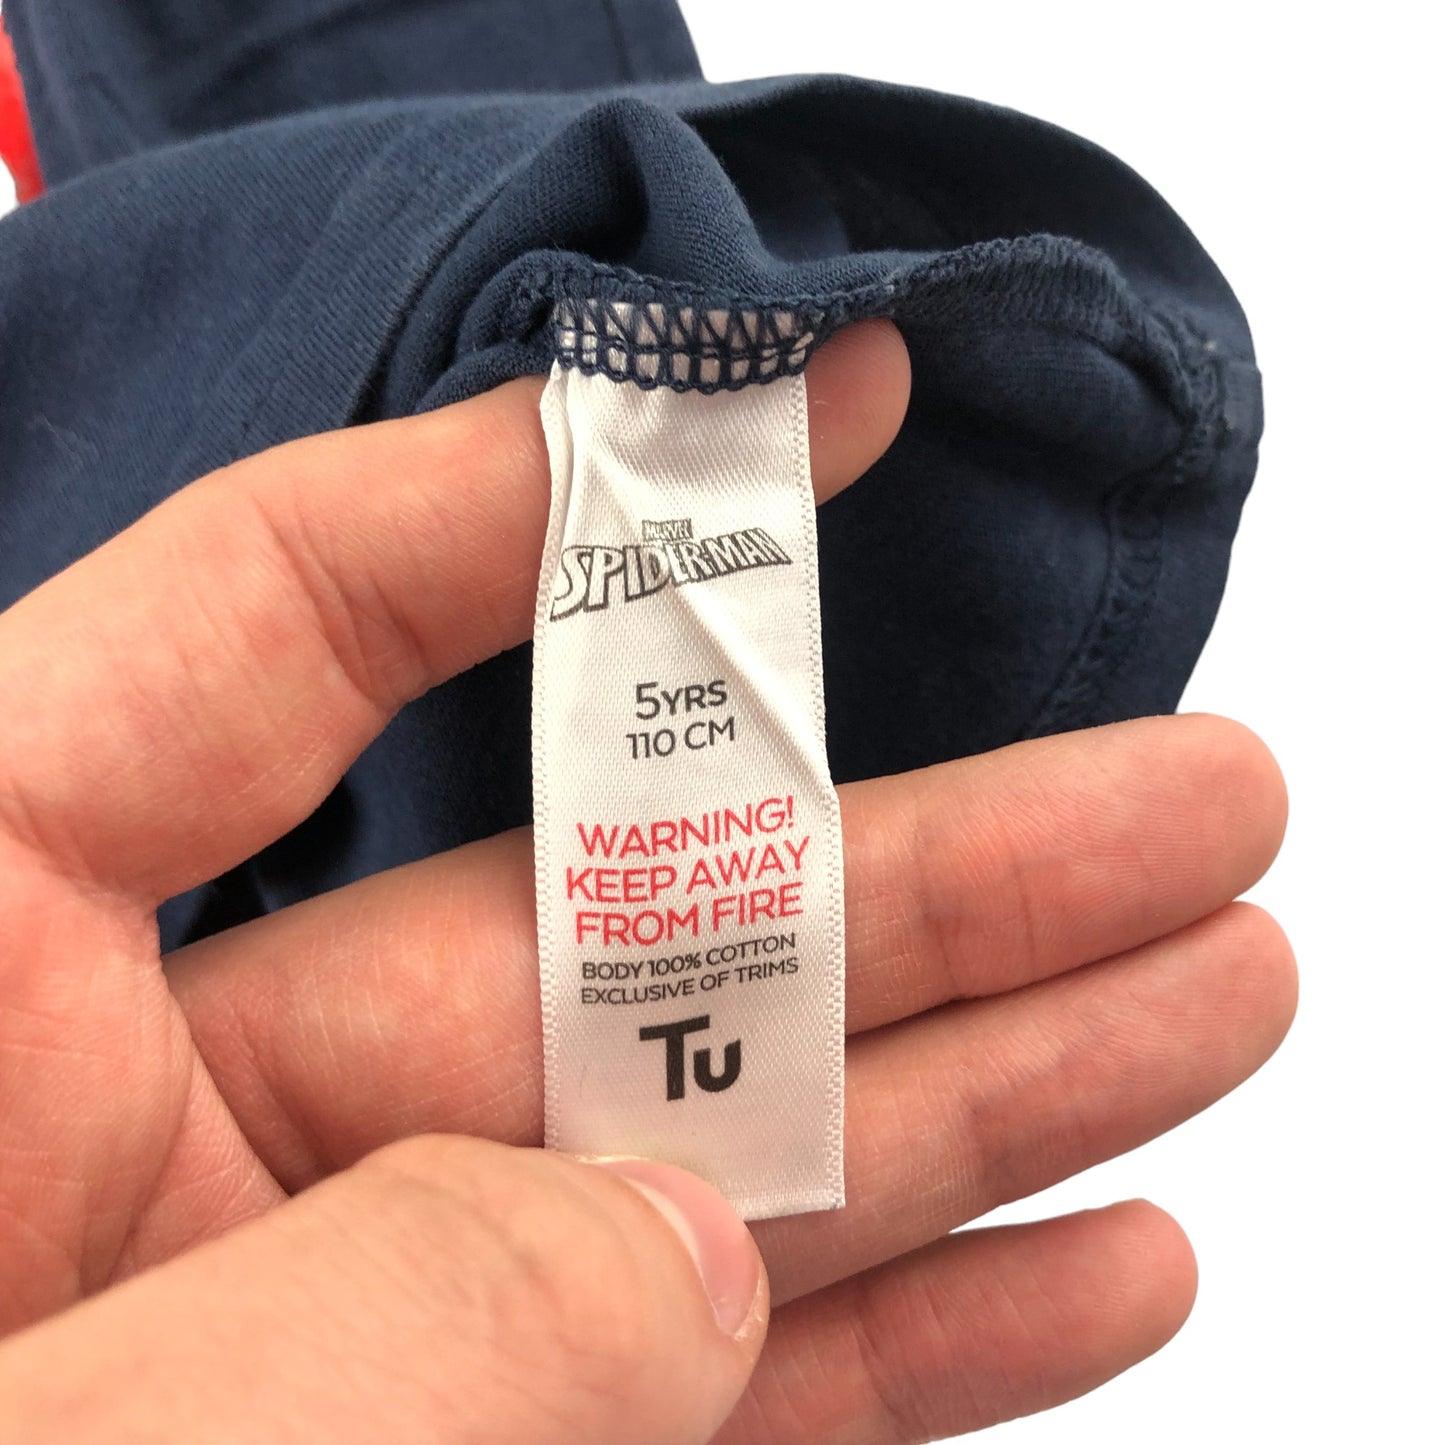 MARVEL
SPIDER-MAN
5YRS
110 CM
WARNING!
KEEP AWAY
FROM FIRE
BODY 100% COTTON
EXCLUSIVE OF TRIMS
Tu